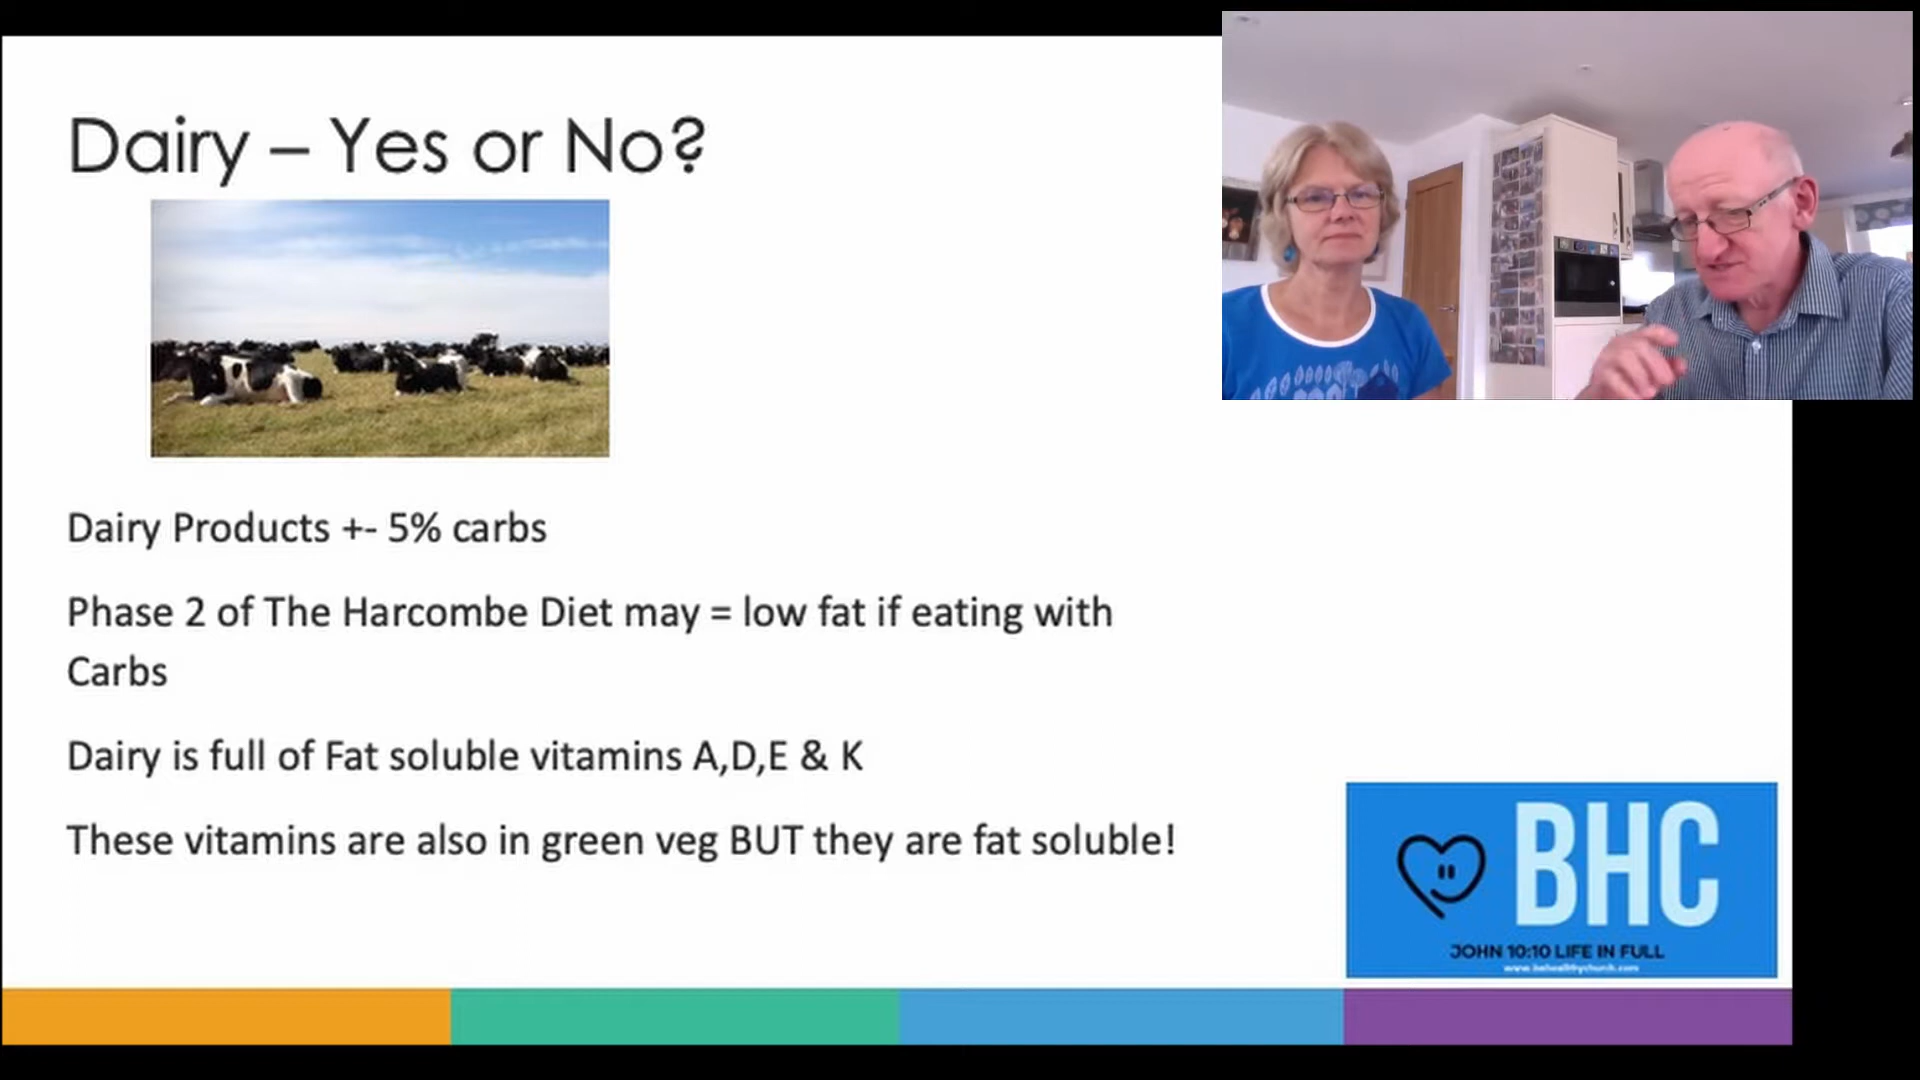 Dairy – Yes or No?
Dairy Products +- 5% carbs
Phase 2 of The Harcombe Diet may = low fat if eating with
Carbs
Dairy is full of Fat soluble vitamins A,D,E & K
These vitamins are also in green veg BUT they are fat soluble!
BHC
JOHN 10:10 LIFE IN FULL